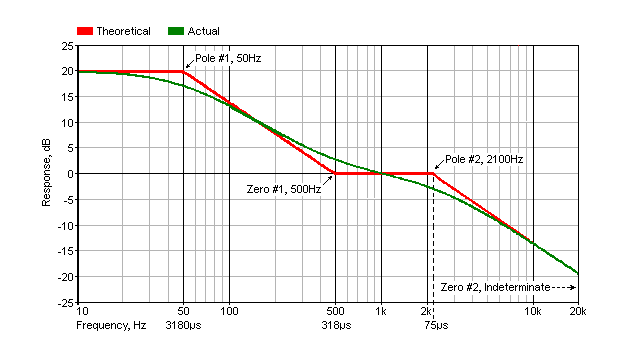 Theoretical Actual
25
20
15
10
5
0
-5
-10
-15
-20
-25
Response, dB
Pole #1, 50Hz
Zero #1, 500Hz
Pole #2, 2100Hz
Zero #2, Indeterminate
10 50 100 500 1k 2k 10k 20k
Frequency, Hz 3180µs 318µs 75µs